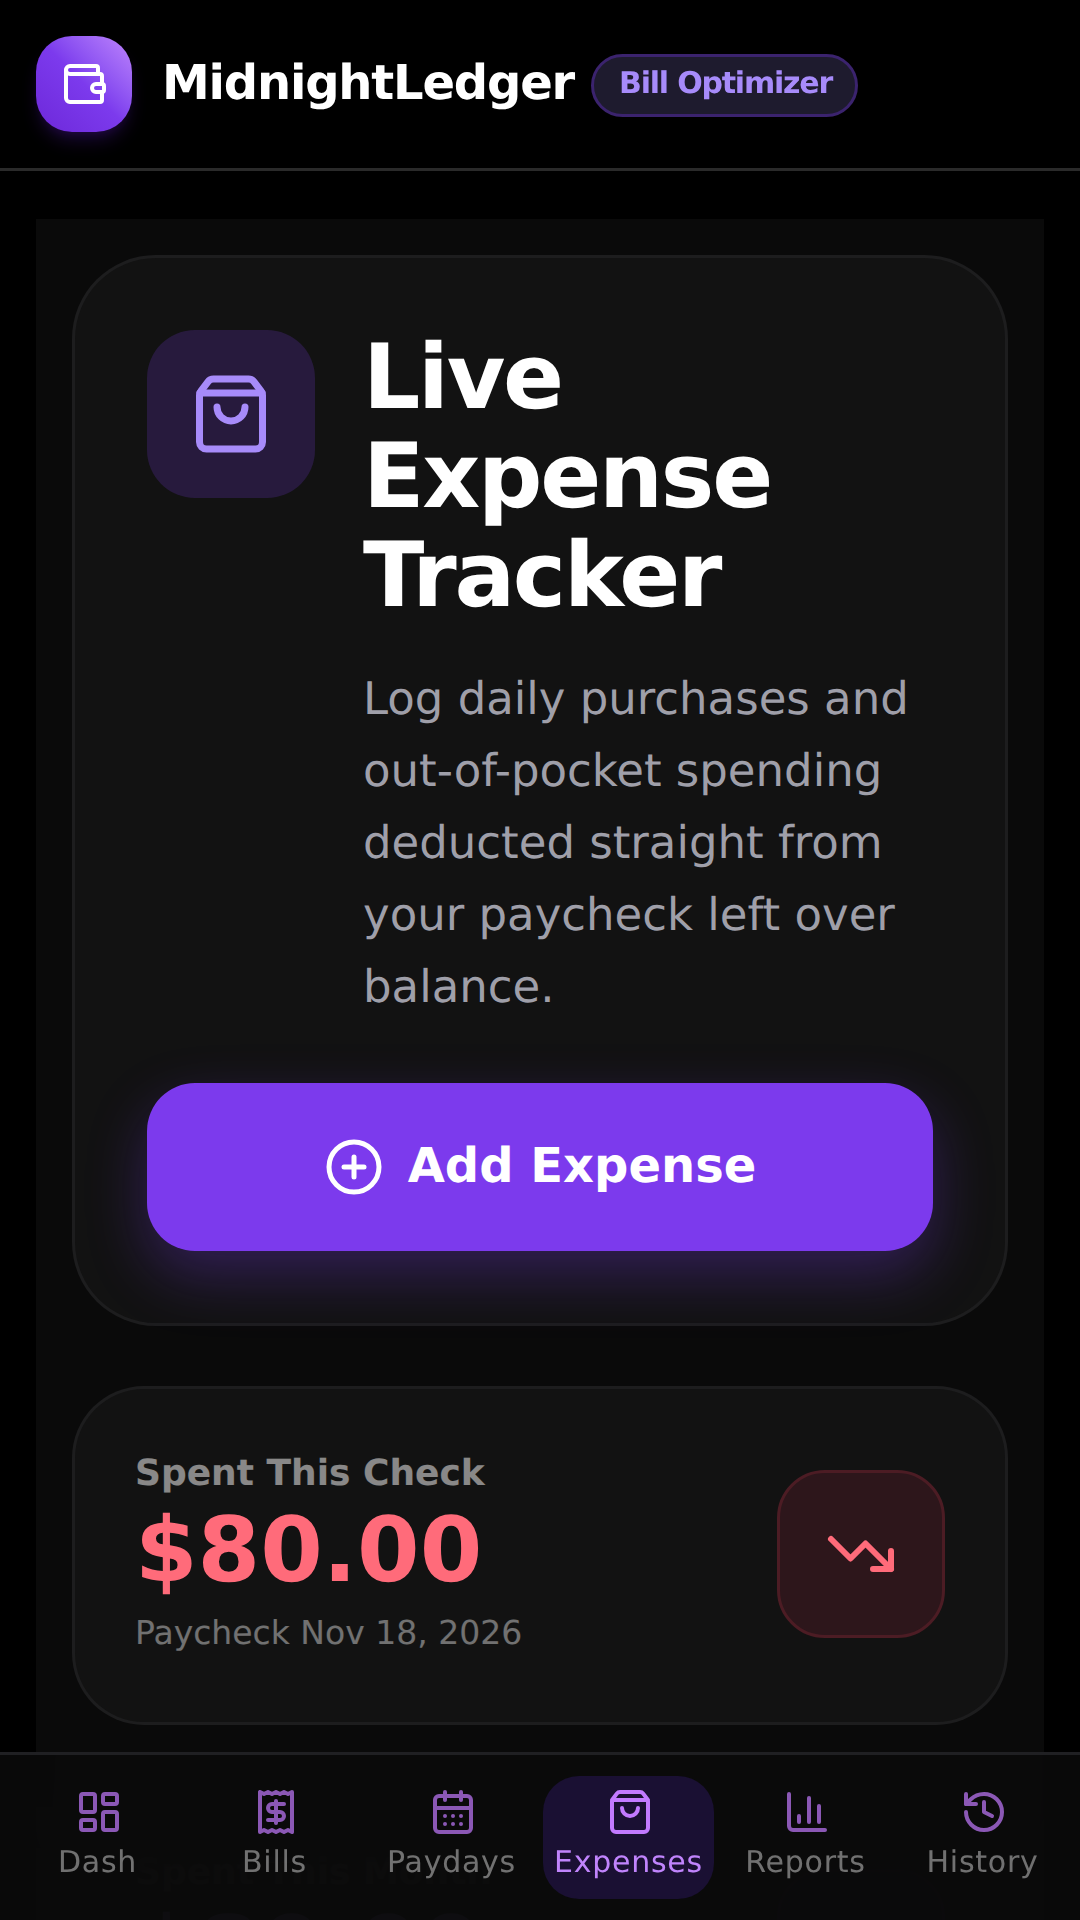 MidnightLedger
Bill Optimizer
Live
Expense
Tracker
Log daily purchases and
out-of-pocket spending
deducted straight from
your paycheck left over
balance.
Add Expense
Spent This Check
$80.00
Paycheck Nov 18, 2026
Dash
Bills
Paydays
Expenses
Reports
History